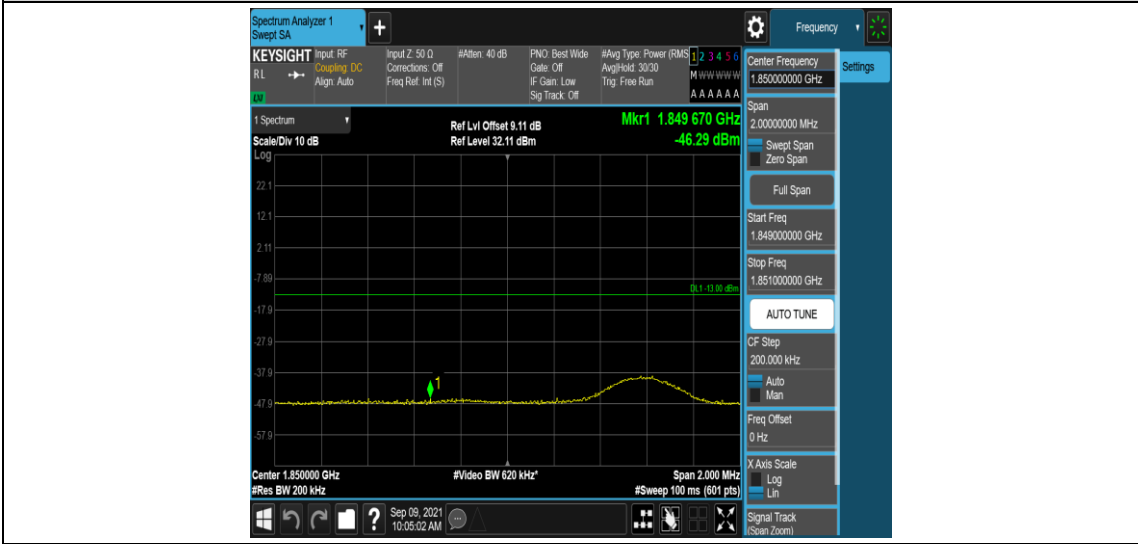 Spectrum Analyzer 1
Swept SA
+
Frequency
KEYSIGHT
RL
LNI
Input: RF
Coupling: DC
Align: Auto
Input Z: 50 Ω
Corrections: Off
Freq Ref: Int (S)
#Atten: 40 dB
PNO: Best Wide
Gate: Off
IF Gain: Low
Sig Track: Off
#Avg Type: Power (RMS
Avg|Hold: 30/30
Trig: Free Run
1 2 3 4 5 6
M W W W W W
A A A A A A
1 Spectrum
Scale/Div 10 dB
Log
Ref Lvl Offset 9.11 dB
Ref Level 32.11 dBm
Mkr1 1.849 670 GHz
-46.29 dBm
22.1
12.1
2.11
-7.89
DL1 -13.00 dBm
-17.9
-27.9
-37.9
1
-47.9
-57.9
Center 1.850000 GHz
#Res BW 200 kHz
#Video BW 620 kHz*
Span 2.000 MHz
#Sweep 100 ms (601 pts)
?
Sep 09, 2021
10:05:02 AM
Center Frequency
1.850000000 GHz
Settings
Span
2.00000000 MHz
Swept Span
Zero Span
Full Span
Start Freq
1.849000000 GHz
Stop Freq
1.851000000 GHz
AUTO TUNE
CF Step
200.000 kHz
Auto
Man
Freq Offset
0 Hz
X Axis Scale
Log
Lin
Signal Track
(Span Zoom)